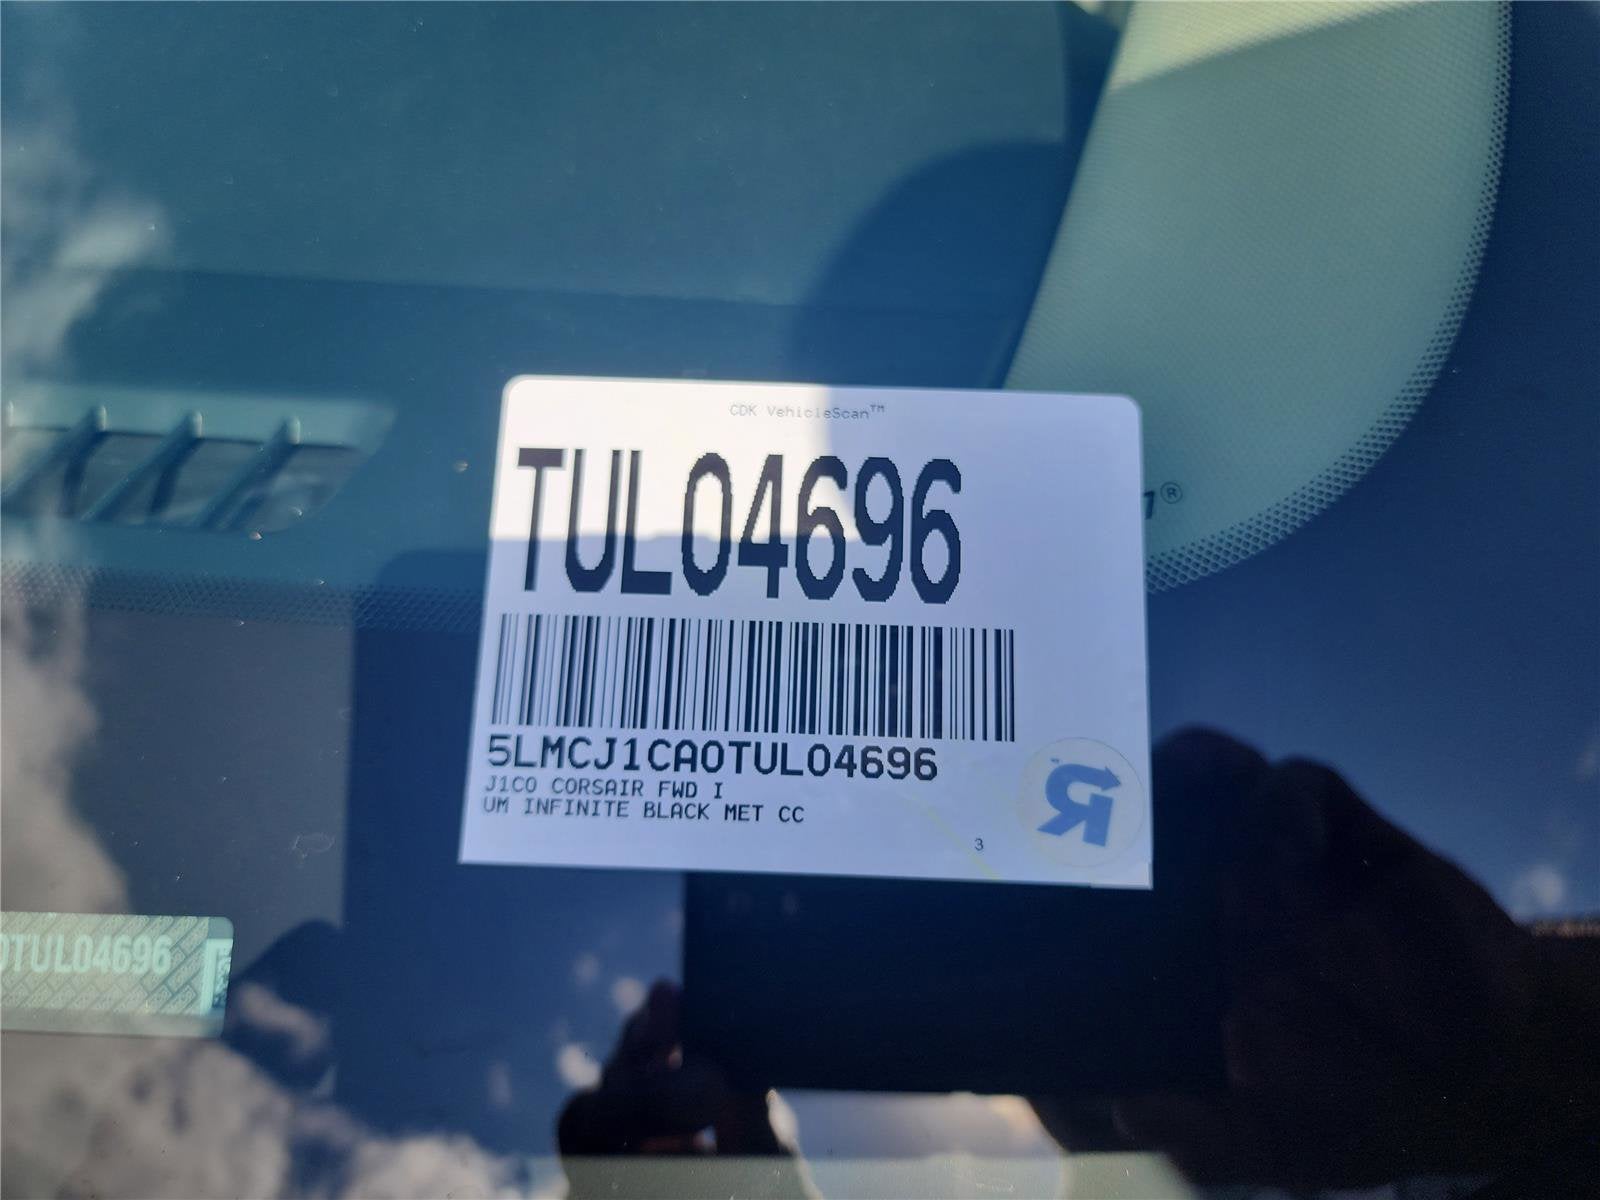 CDK VehicleScan™
TUL04696
5LMCJ1CA0TUL04696
J1C0 CORSAIR FWD I
UM INFINITE BLACK MET CC
3
0TUL04696